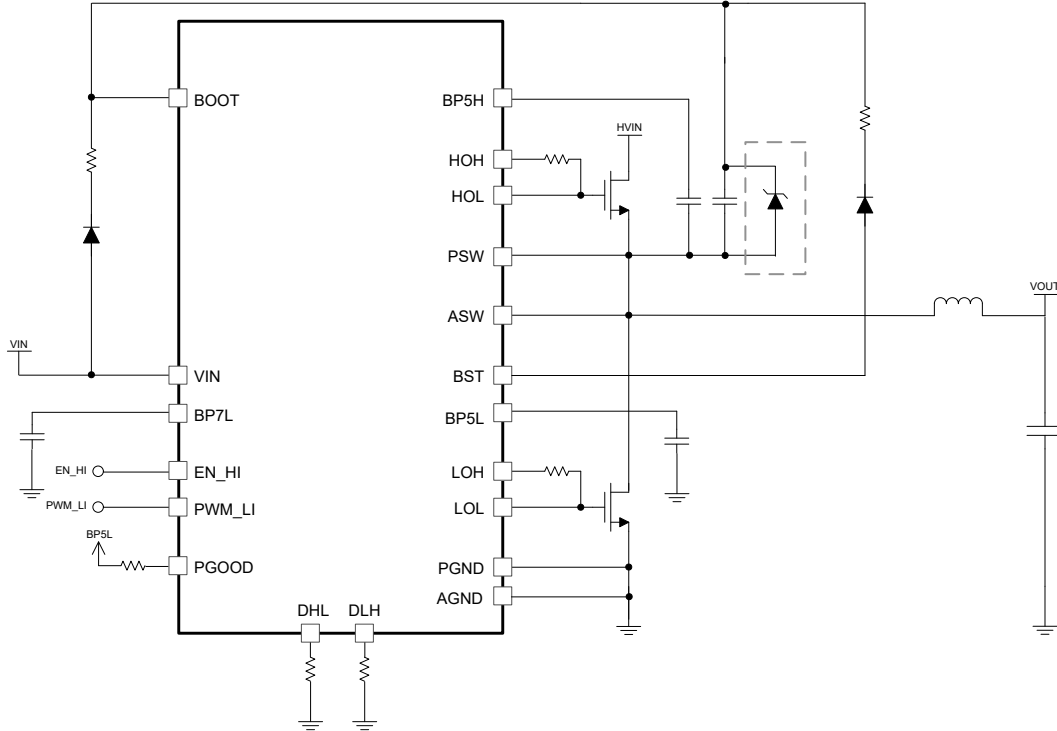 BOOT
BP5H
HVIN
HOH
HOL
PSW
ASW
VOUT
VIN
VIN
BST
BP7L
BP5L
EN_HI
EN_HI
LOH
PWM_LI
PWM_LI
LOL
BP5L
PGOOD
PGND
AGND
DHL
DLH